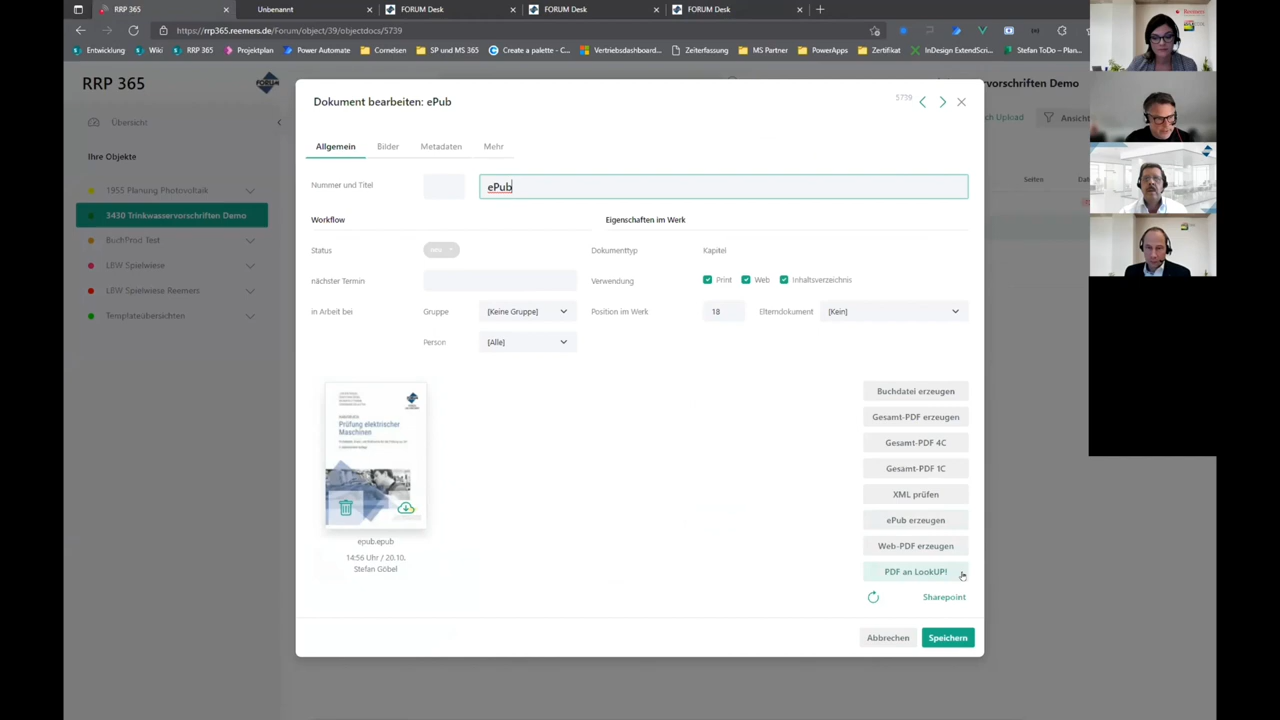 RRP 365
Unbenannt
FORUM Desk
FORUM Desk
FORUM Desk
https://rrp365.reemers.de/Forum/object/39/objectdocs/5739
Entwicklung
Wiki
RRP 365
Projektplan
Power Automate
Cornelsen
SP und MS 365
Create a palette - C...
Vertriebsdashboard...
Zeiterfassung
MS Partner
PowerApps
Zertifikat
InDesign ExtendScri...
Stefan ToDo – Plan...
RRP 365
FORUM
Übersicht
Ihre Objekte
1955 Planung Photovoltaik
3430 Trinkwasservorschriften Demo
BuchProd Test
LBW Spielwiese
LBW Spielwiese Reemers
Templateübersichten
Dokument bearbeiten: ePub
5739
Allgemein
Bilder
Metadaten
Mehr
Nummer und Titel
ePub
Workflow
Eigenschaften im Werk
Status
neu
Dokumenttyp
Kapitel
nächster Termin
Verwendung
Print
Web
Inhaltsverzeichnis
in Arbeit bei
Gruppe
[Keine Gruppe]
Position im Werk
18
Elterndokument
[Kein]
Person
[Alle]
Prüfung elektrischer
Maschinen
epub.epub
14:56 Uhr / 20.10.
Stefan Göbel
Buchdatei erzeugen
Gesamt-PDF erzeugen
Gesamt-PDF 4C
Gesamt-PDF 1C
XML prüfen
ePub erzeugen
Web-PDF erzeugen
PDF an LookUP!
Sharepoint
Abbrechen
Speichern
vorschriften Demo
ch Upload
Ansicht
Seiten
Reemers